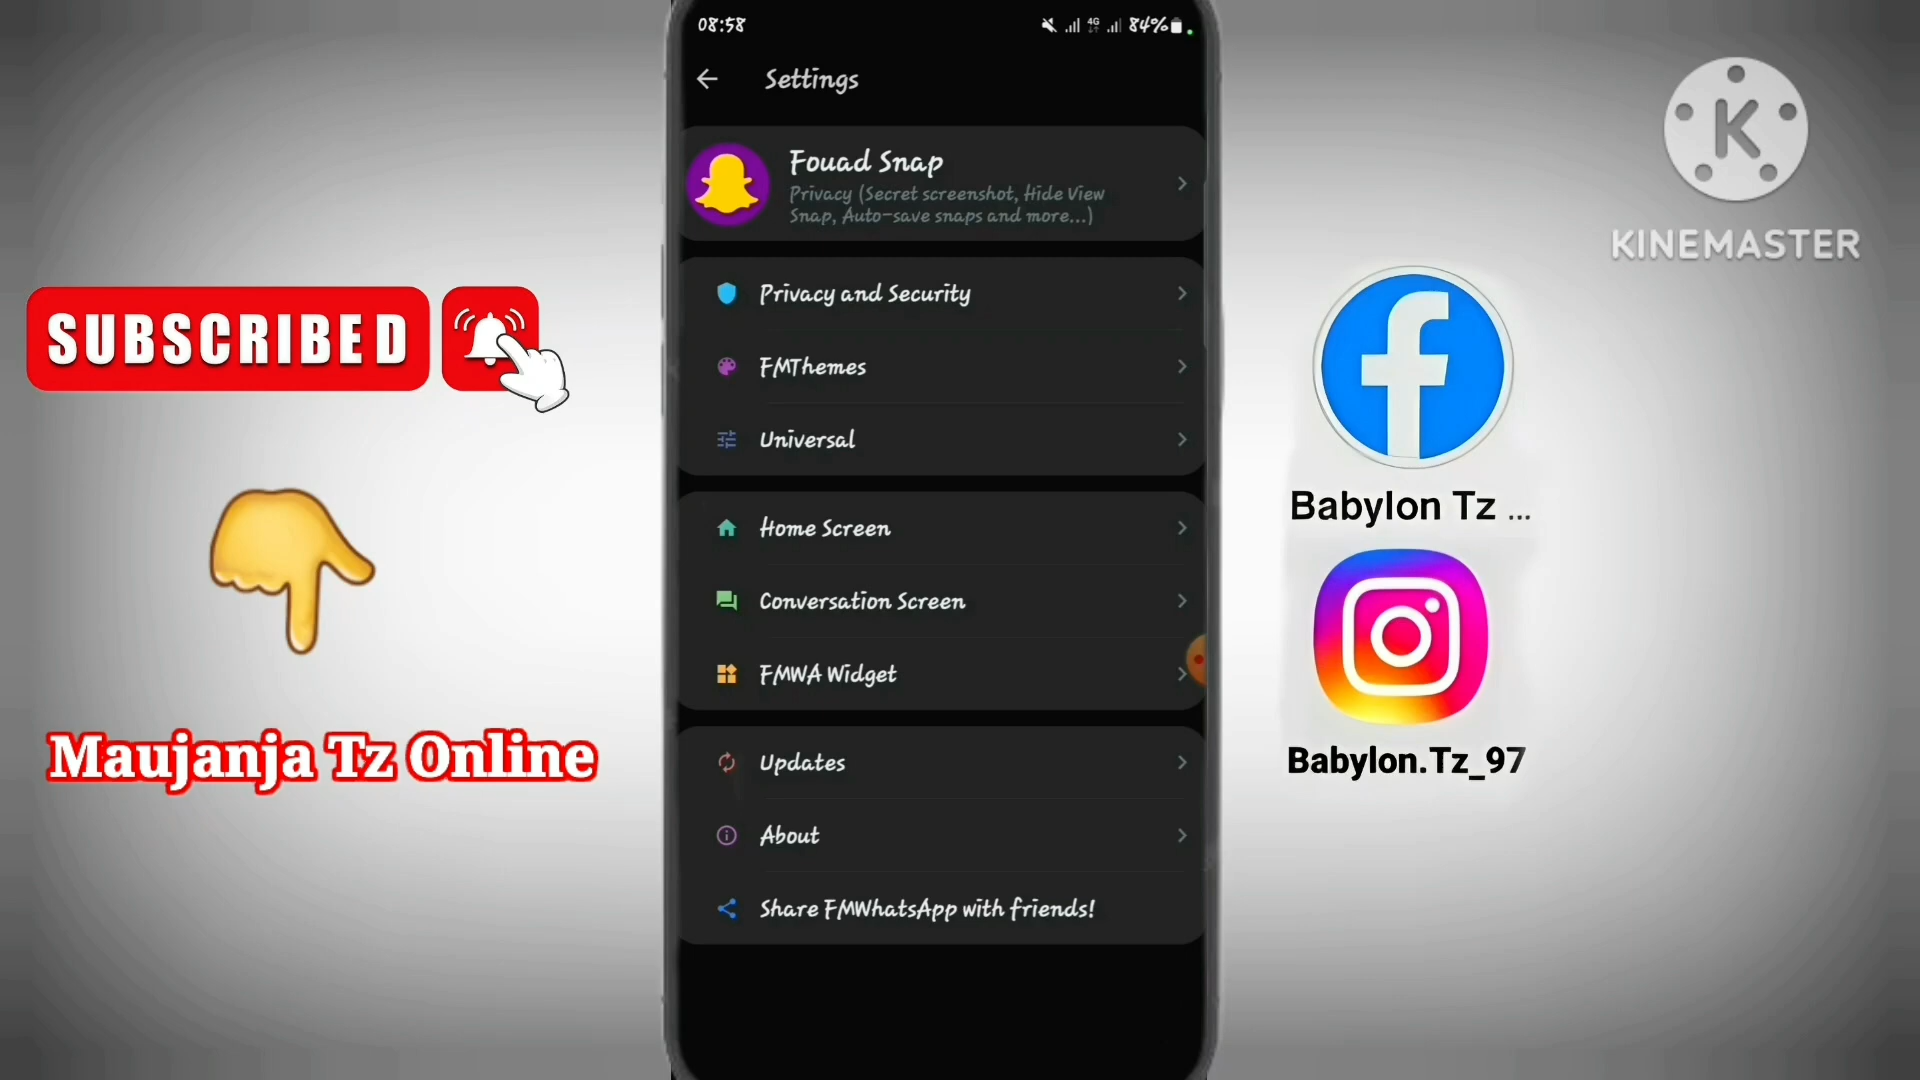 08:58
4G
84%
Settings
Fouad Snap
Privacy (Secret screenshot, Hide View
Snap, Auto-save snaps and more...)
Privacy and Security
FMThemes
Universal
Home Screen
Conversation Screen
FMWA Widget
Updates
About
Share FMWhatsApp with friends!
SUBSCRIBED
Maujanja Tz Online
K
KINEMASTER
Babylon Tz ...
Babylon.Tz_97